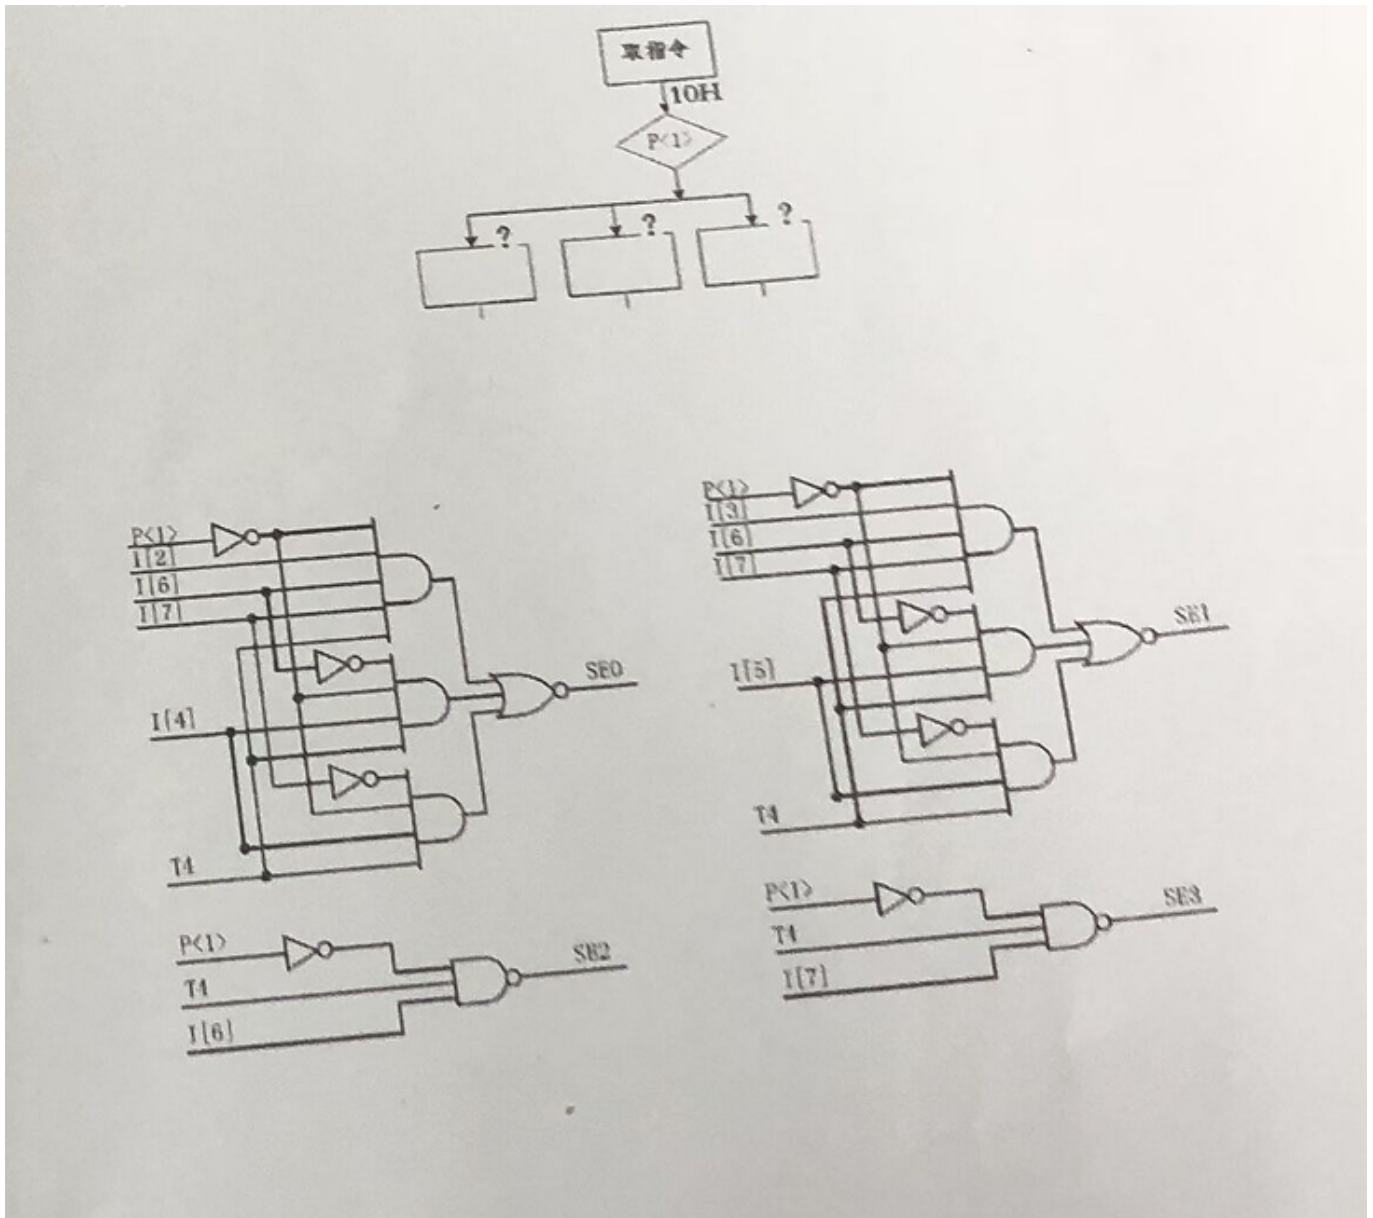 取指令
10H
P<1>
? ? ?
P<1>
I[2]
I[6]
I[7]
I[4]
T4
SE0
P<1>
I[3]
I[6]
I[7]
I[5]
T4
SE1
P<1>
T4
I[6]
SE2
P<1>
T4
I[7]
SE3